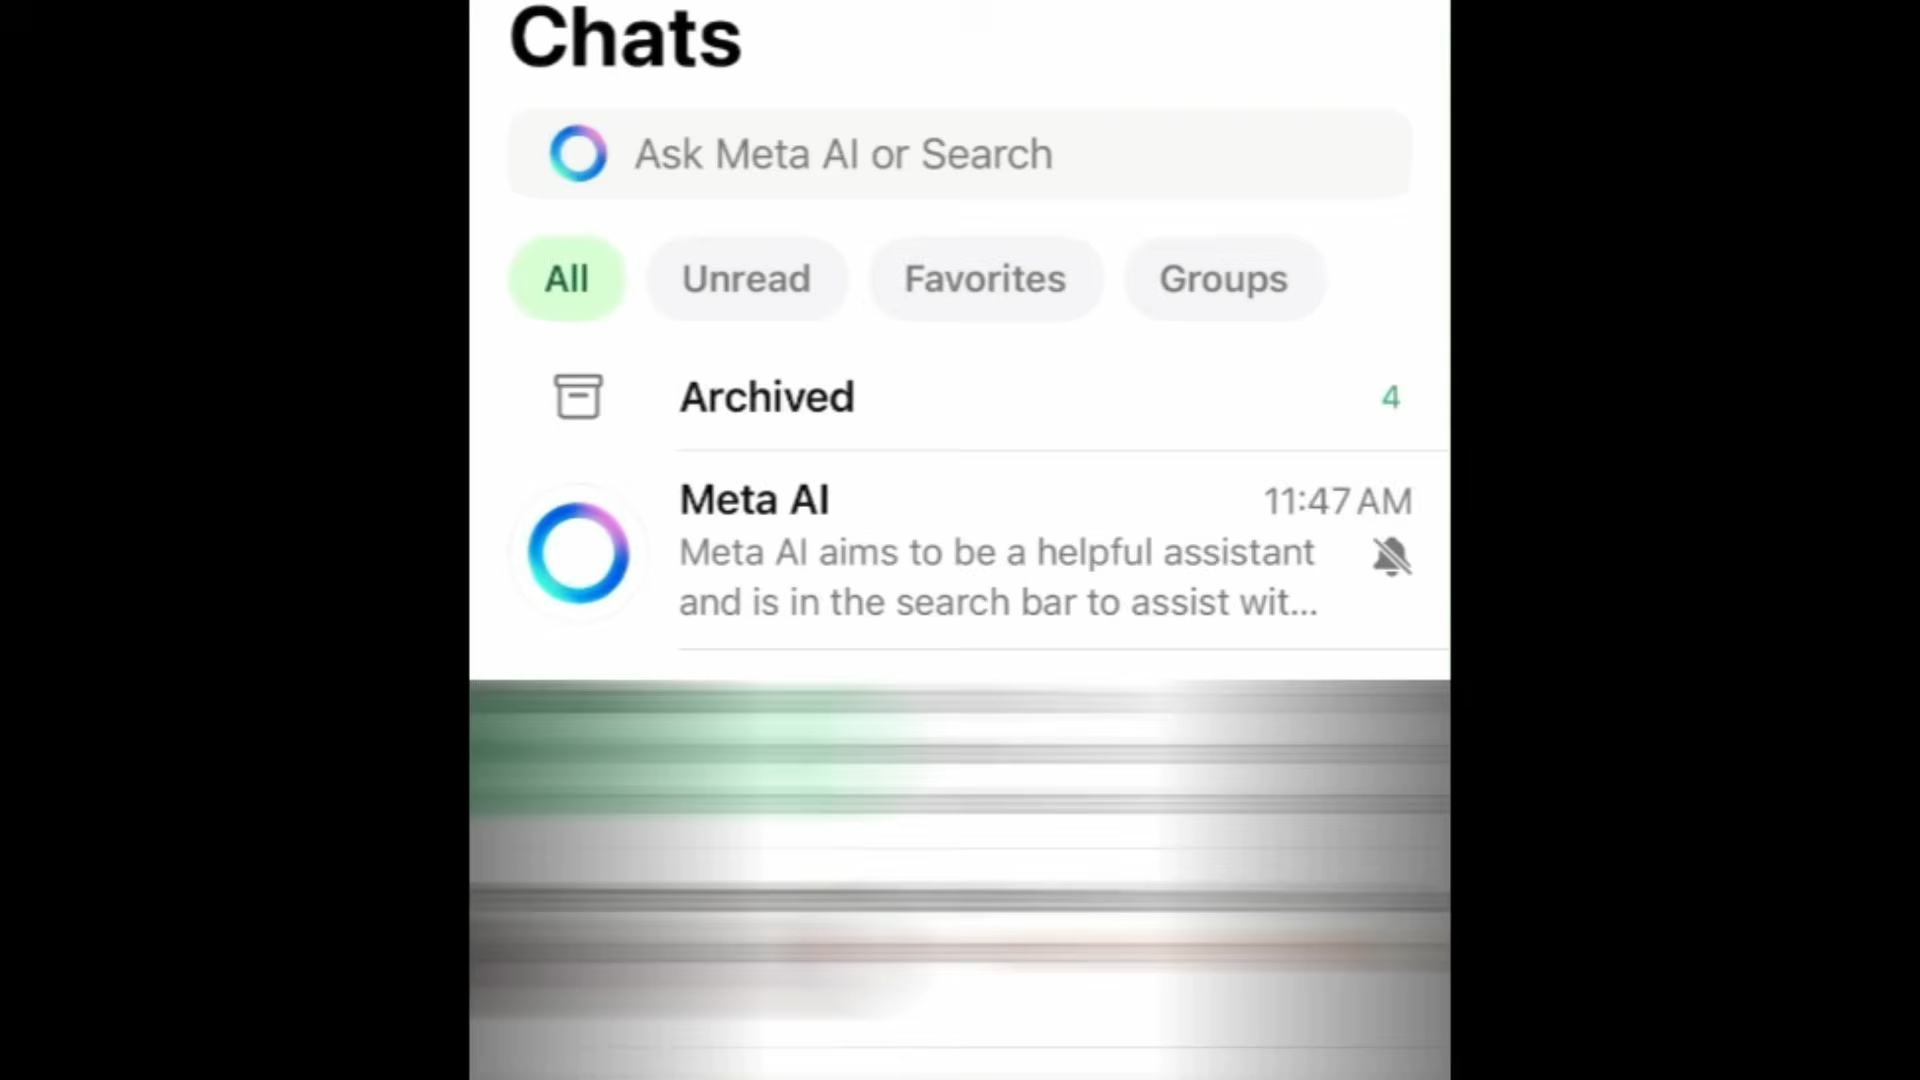 Chats
Ask Meta AI or Search
All Unread Favorites Groups
Archived 4
Meta AI 11:47 AM
Meta AI aims to be a helpful assistant
and is in the search bar to assist wit...